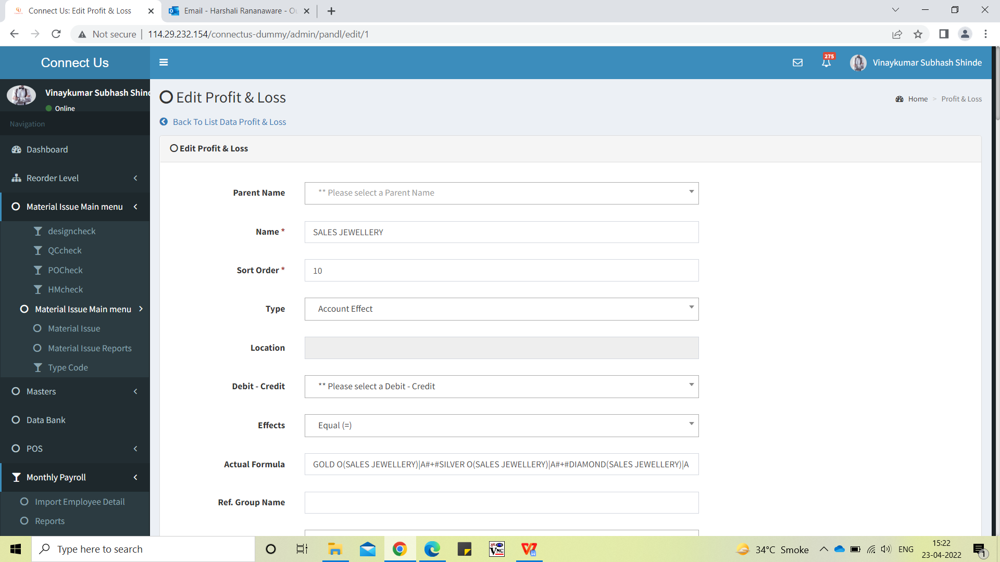 Connect Us: Edit Profit & Loss
Email - Harshali Rananaware - Ou
Not secure
114.29.232.154/connectus-dummy/admin/pandl/edit/1
Connect Us
275
Vinaykumar Subhash Shinde
Vinaykumar Subhash Shind
Online
Navigation
Dashboard
Reorder Level
Material Issue Main menu
designcheck
QCcheck
POCheck
HMcheck
Material Issue Main menu
Material Issue
Material Issue Reports
Type Code
Masters
Data Bank
POS
Monthly Payroll
Import Employee Detail
Reports
Edit Profit & Loss
Home > Profit & Loss
Back To List Data Profit & Loss
Edit Profit & Loss
Parent Name ** Please select a Parent Name
Name * SALES JEWELLERY
Sort Order * 10
Type Account Effect
Location
Debit - Credit ** Please select a Debit - Credit
Effects Equal (=)
Actual Formula GOLD O(SALES JEWELLERY)|A#+#SILVER O(SALES JEWELLERY)|A#+#DIAMOND(SALES JEWELLERY)|A
Ref. Group Name
Type here to search
VNC
34°C Smoke
ENG
15:22
23-04-2022
1